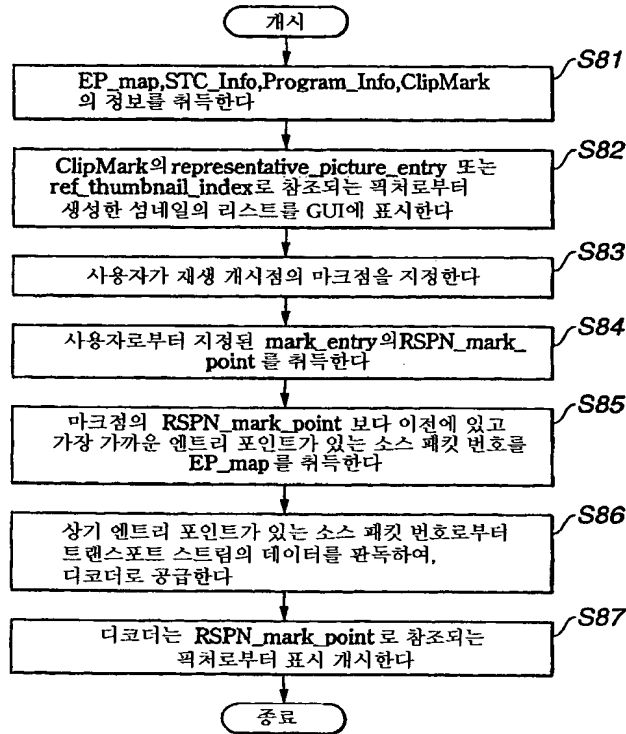 개시
S81
EP_map,STC_Info,Program_Info,ClipMark
의 정보를 취득한다
S82
ClipMark의 representative_picture_entry 또는
ref_thumbnail_index로 참조되는 픽처로부터
생성한 섬네일의 리스트를 GUI에 표시한다
S83
사용자가 재생 개시점의 마크점을 지정한다
S84
사용자로부터 지정된 mark_entry의RSPN_mark_
point 를 취득한다
S85
마크점의 RSPN_mark_point 보다 이전에 있고
가장 가까운 엔트리 포인트가 있는 소스 패킷 번호를
EP_map 를 취득한다
S86
상기 엔트리 포인트가 있는 소스 패킷 번호로부터
트랜스포트 스트림의 데이터를 판독하여,
디코더로 공급한다
S87
디코더는 RSPN_mark_point 로 참조되는
픽처로부터 표시 개시한다
종료